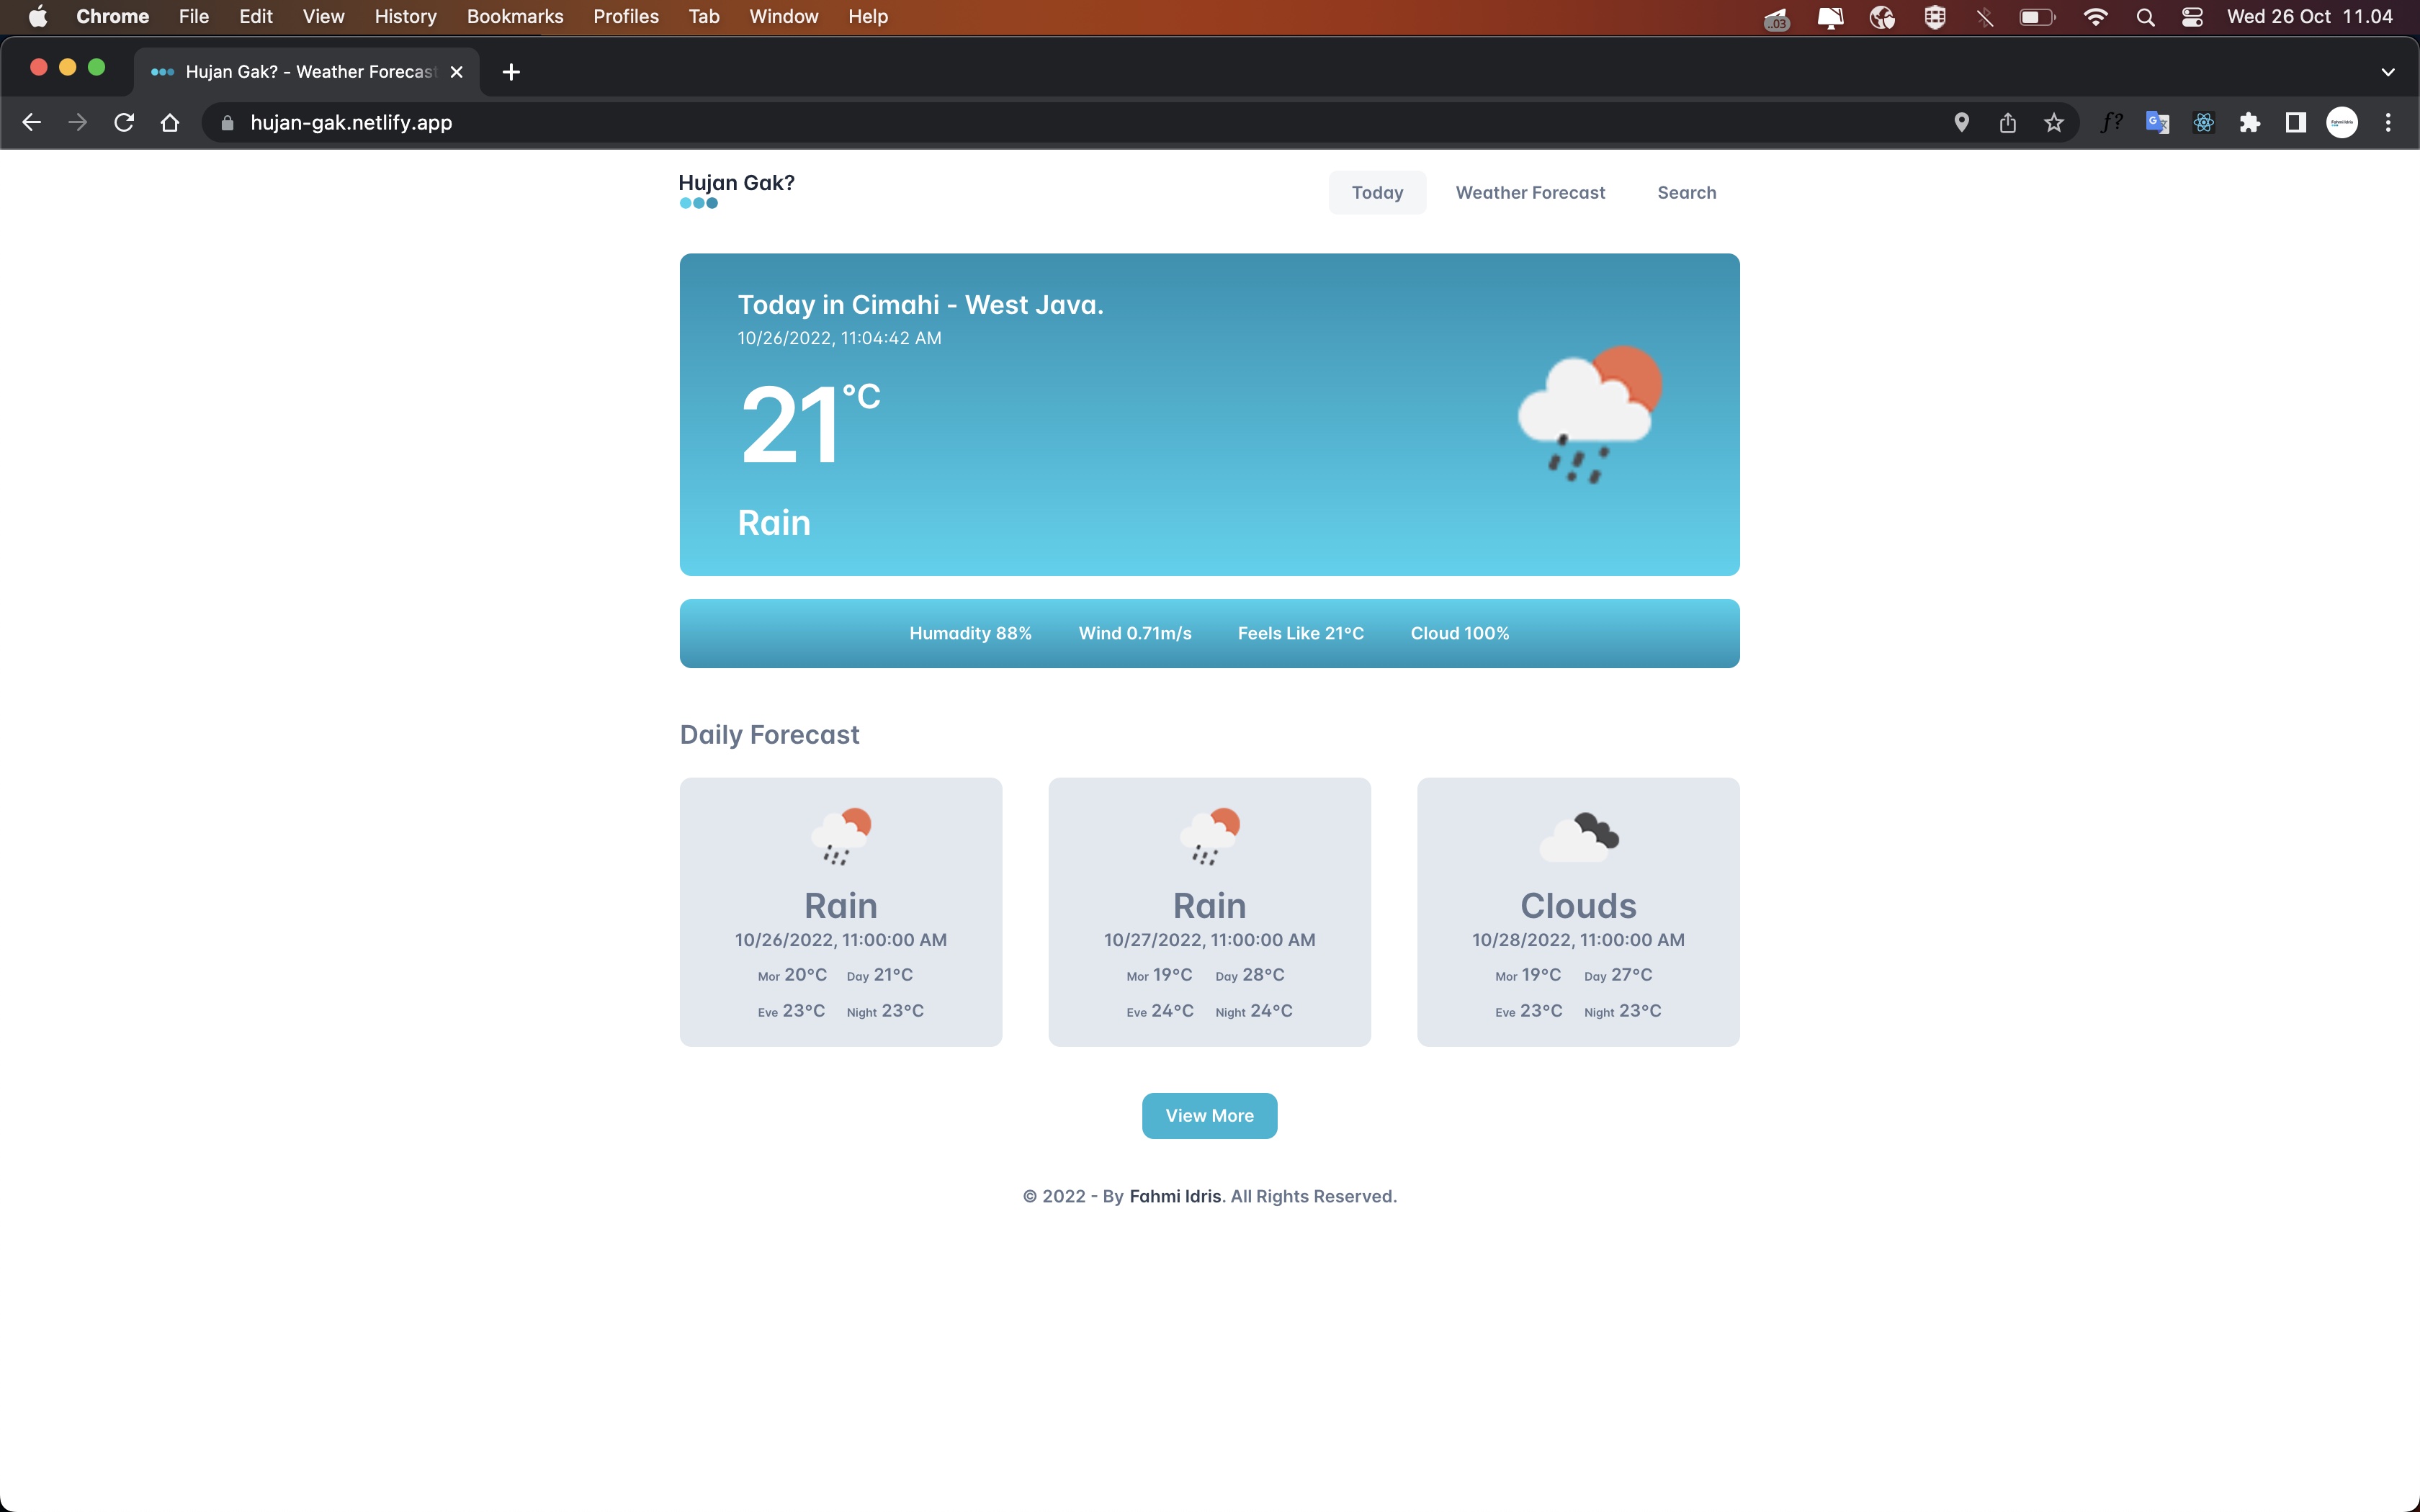 Chrome File Edit View History Bookmarks Profiles Tab Window Help
.03
Wed 26 Oct 11.04
Hujan Gak? - Weather Forecast
hujan-gak.netlify.app
f?
Hujan Gak?
Today Weather Forecast Search
Today in Cimahi - West Java.
10/26/2022, 11:04:42 AM
21°C
Rain
Humadity 88% Wind 0.71m/s Feels Like 21°C Cloud 100%
Daily Forecast
Rain
10/26/2022, 11:00:00 AM
Mor 20°C Day 21°C
Eve 23°C Night 23°C
Rain
10/27/2022, 11:00:00 AM
Mor 19°C Day 28°C
Eve 24°C Night 24°C
Clouds
10/28/2022, 11:00:00 AM
Mor 19°C Day 27°C
Eve 23°C Night 23°C
View More
© 2022 - By Fahmi Idris. All Rights Reserved.